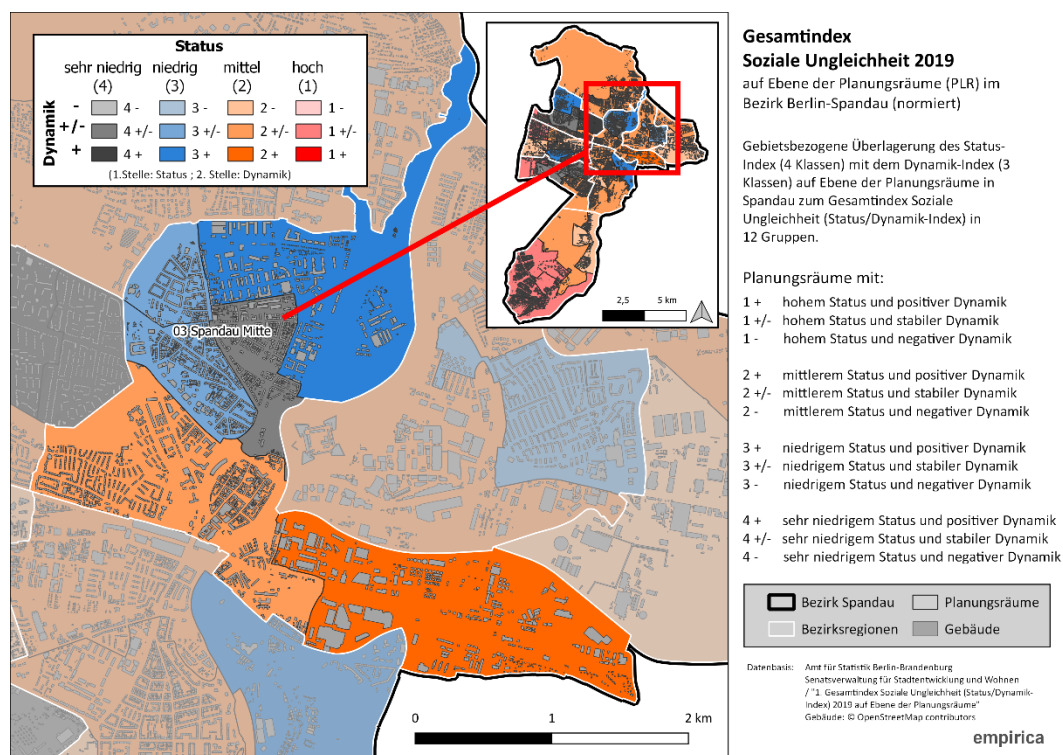 Status
sehr niedrig niedrig mittel hoch
(4) (3) (2) (1)
Dynamik
- 4 - 3 - 2 - 1 -
+/- 4 +/- 3 +/- 2 +/- 1 +/-
+ 4 + 3 + 2 + 1 +
(1.Stelle: Status ; 2. Stelle: Dynamik)
2,5 5 km
03 Spandau Mitte
0 1 2 km
Gesamtindex
Soziale Ungleichheit 2019
auf Ebene der Planungsräume (PLR) im
Bezirk Berlin-Spandau (normiert)
Gebietsbezogene Überlagerung des Status-
Index (4 Klassen) mit dem Dynamik-Index (3
Klassen) auf Ebene der Planungsräume in
Spandau zum Gesamtindex Soziale
Ungleichheit (Status/Dynamik-Index) in
12 Gruppen.
Planungsräume mit:
1 + hohem Status und positiver Dynamik
1 +/- hohem Status und stabiler Dynamik
1 - hohem Status und negativer Dynamik
2 + mittlerem Status und positiver Dynamik
2 +/- mittlerem Status und stabiler Dynamik
2 - mittlerem Status und negativer Dynamik
3 + niedrigem Status und positiver Dynamik
3 +/- niedrigem Status und stabiler Dynamik
3 - niedrigem Status und negativer Dynamik
4 + sehr niedrigem Status und positiver Dynamik
4 +/- sehr niedrigem Status und stabiler Dynamik
4 - sehr niedrigem Status und negativer Dynamik
Bezirk Spandau Planungsräume
Bezirksregionen Gebäude
Datenbasis: Amt für Statistik Berlin-Brandenburg
Senatsverwaltung für Stadtentwicklung und Wohnen
/ "1. Gesamtindex Soziale Ungleichheit (Status/Dynamik-
Index) 2019 auf Ebene der Planungsräume"
Gebäude: © OpenStreetMap contributors
empirica